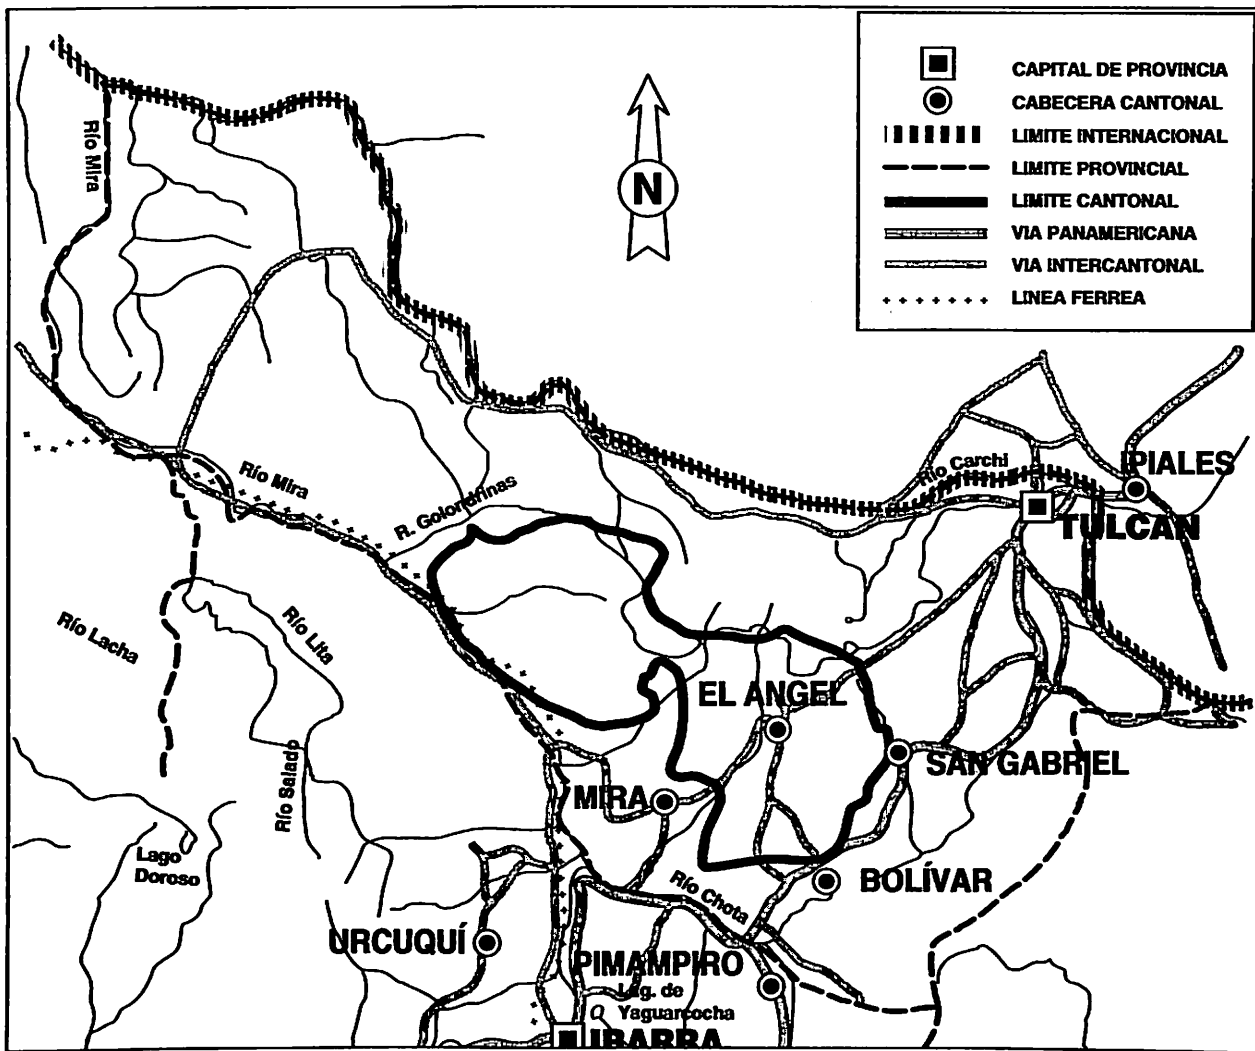 CAPITAL DE PROVINCIA
CABECERA CANTONAL
LIMITE INTERNACIONAL
LIMITE PROVINCIAL
LIMITE CANTONAL
VIA PANAMERICANA
VIA INTERCANTONAL
LINEA FERREA
N
Río Mira
Río Carchi
IPIALES
TULCAN
Río Mira
R. Golondrinas
Río Lacha
Río Lita
EL ANGEL
SAN GABRIEL
Río Salado
MIRA
Lago
Doroso
Río Chota
BOLÍVAR
URCUQUÍ
PIMAMPIRO
Lag. de
Yaguarcocha
IBARRA